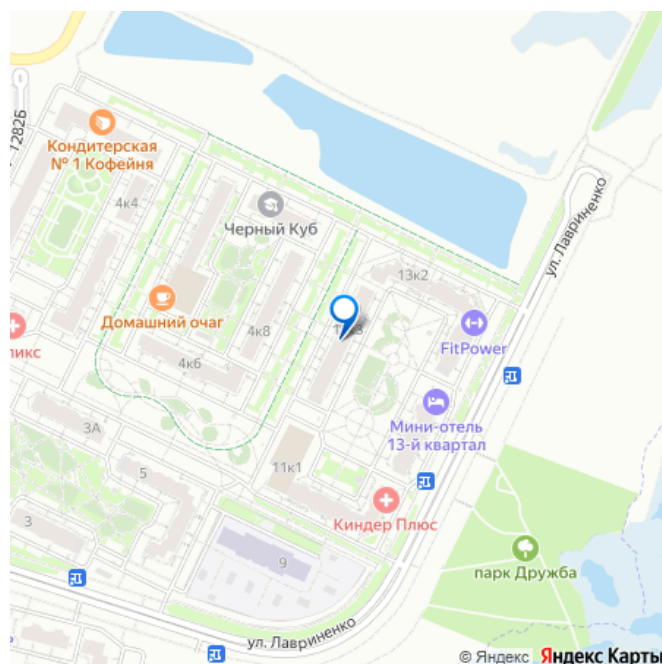 1282Б
Кондитерская
№ 1 Кофейня
4к4
Черный Куб
ул. Лавриненко
13к2
Домашний очаг
4к8
FitPower
ликс
4к6
Мини-отель
13-й квартал
3А
11к1
5
Киндер Плюс
3
9
парк Дружба
ул. Лавриненко
© Яндекс Яндекс Карты